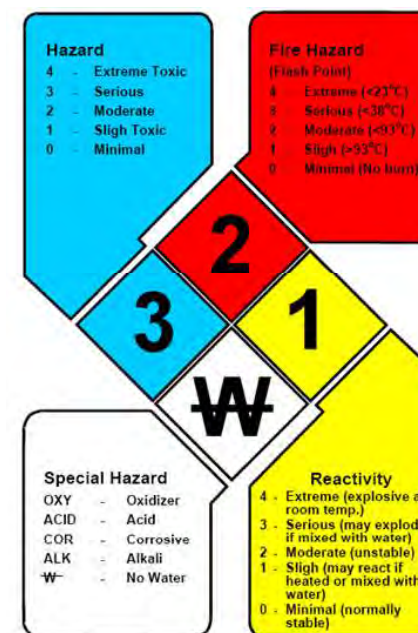 Hazard
4 - Extreme Toxic
3 - Serious
2 - Moderate
1 - Sligh Toxic
0 - Minimal
Fire Hazard
(Flash Point)
4 - Extreme (<23°C)
3 - Serious (<38°C)
2 - Moderate (<93°C)
1 - Sligh (>93°C)
0 - Minimal (No burn)
2
3
1
W
Special Hazard
OXY - Oxidizer
ACID - Acid
COR - Corrosive
ALK - Alkali
W - No Water
Reactivity
4 - Extreme (explosive a
room temp.)
3 - Serious (may explod
if mixed with water)
2 - Moderate (unstable)
1 - Sligh (may react if
heated or mixed with
water)
0 - Minimal (normally
stable)